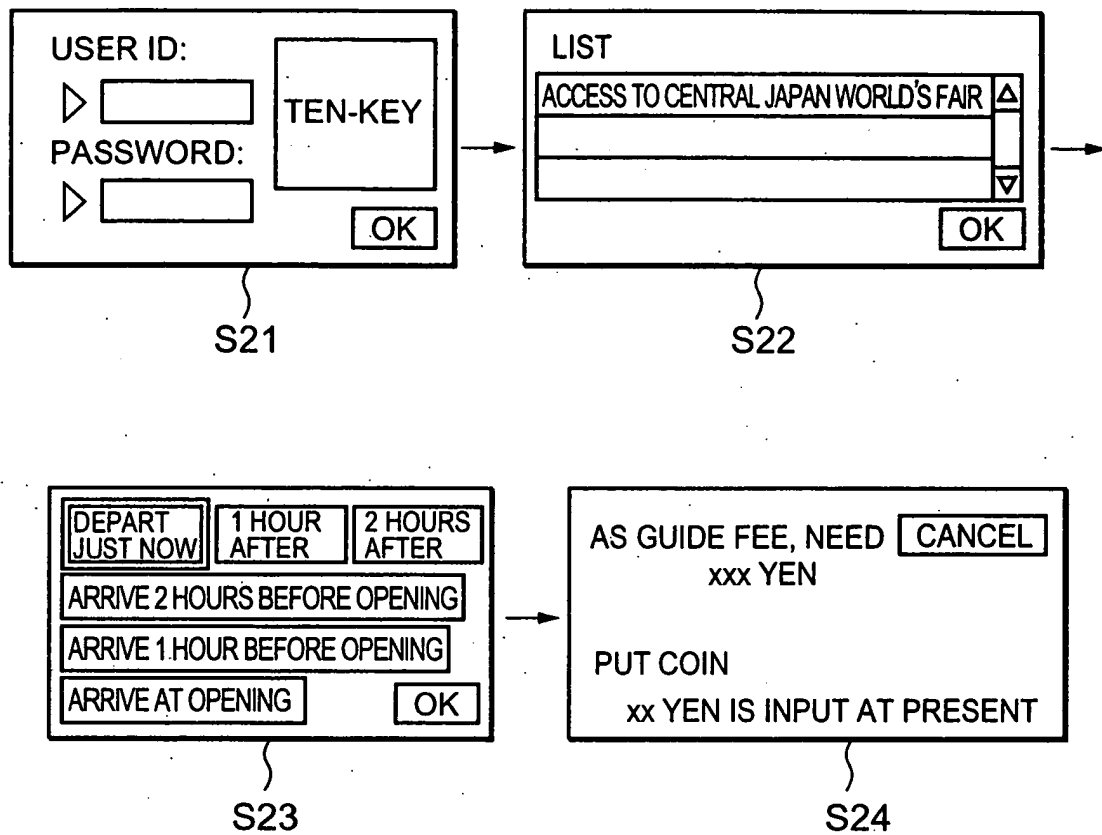 USER ID:
TEN-KEY
PASSWORD:
OK
S21
LIST
ACCESS TO CENTRAL JAPAN WORLD'S FAIR
OK
S22
DEPART
JUST NOW
1 HOUR
AFTER
2 HOURS
AFTER
ARRIVE 2 HOURS BEFORE OPENING
ARRIVE 1 HOUR BEFORE OPENING
ARRIVE AT OPENING
OK
S23
AS GUIDE FEE, NEED CANCEL
xxx YEN
PUT COIN
xx YEN IS INPUT AT PRESENT
S24